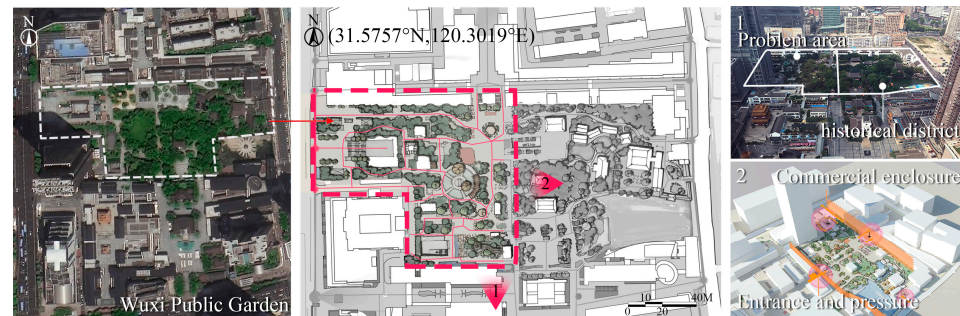 N
Wuxi Public Garden
N
(31.5757°N,120.3019°E)
2
1
10 40M
0 20
1
Problem area
historical district
2
Commercial enclosure
1
Entrance and pressure